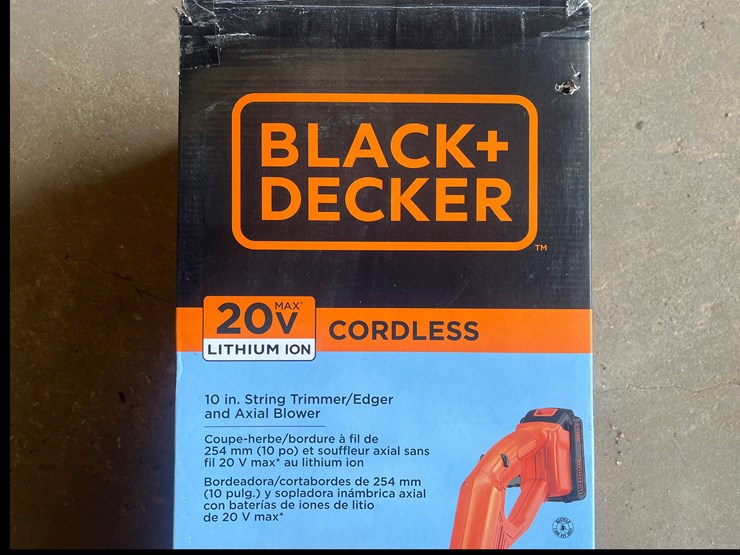 BLACK+
DECKER
TM
20V MAX*
LITHIUM ION
CORDLESS
10 in. String Trimmer/Edger
and Axial Blower
Coupe-herbe/bordure à fil de
254 mm (10 po) et souffleur axial sans
fil 20 V max* au lithium ion
Bordeadora/cortabordes de 254 mm
(10 pulg.) y sopladora inámbrica axial
con baterías de iones de litio
de 20 V max*